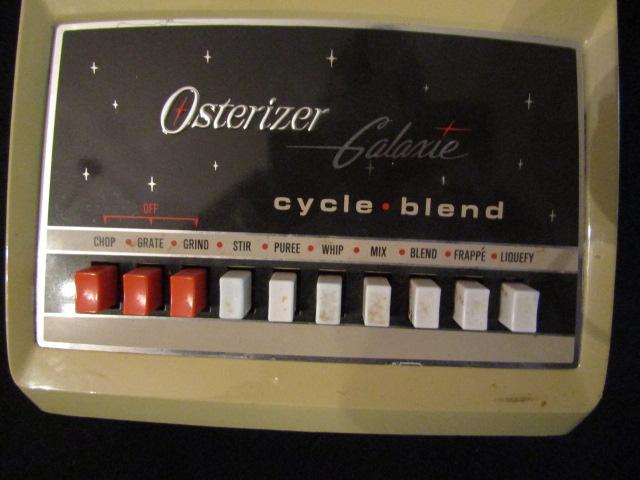 Osterizer
Galaxie
cycle • blend
OFF
CHOP • GRATE • GRIND • STIR • PUREE • WHIP • MIX • BLEND • FRAPPÉ • LIQUEFY